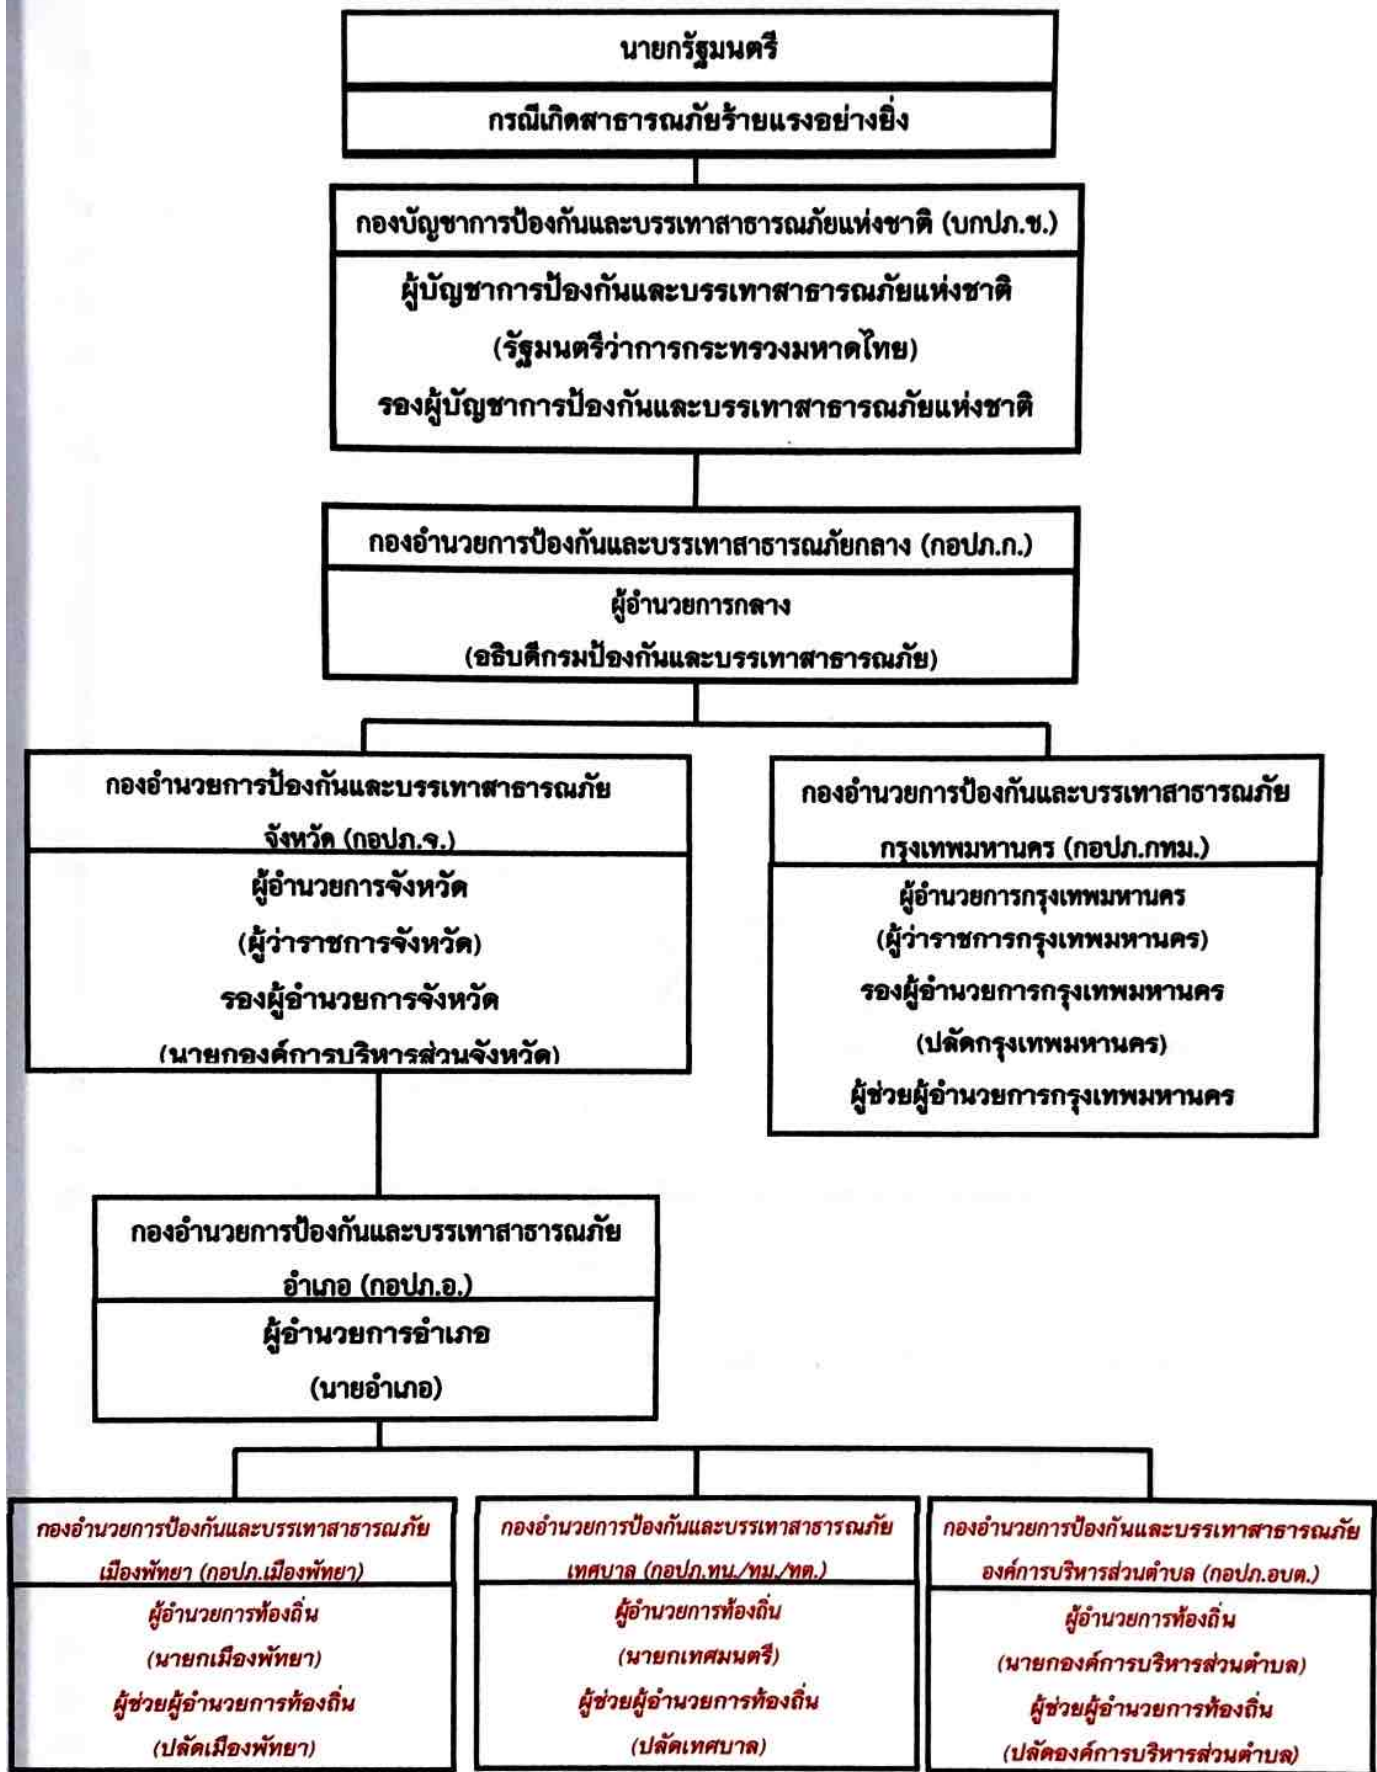 นายกรัฐมนตรี
กรณีเกิดสาธารณภัยร้ายแรงอย่างยิ่ง
กองบัญชาการป้องกันและบรรเทาสาธารณภัยแห่งชาติ (บกปภ.ช.)
ผู้บัญชาการป้องกันและบรรเทาสาธารณภัยแห่งชาติ
(รัฐมนตรีว่าการกระทรวงมหาดไทย)
รองผู้บัญชาการป้องกันและบรรเทาสาธารณภัยแห่งชาติ
กองอำนวยการป้องกันและบรรเทาสาธารณภัยกลาง (กอปภ.ก.)
ผู้อำนวยการกลาง
(อธิบดีกรมป้องกันและบรรเทาสาธารณภัย)
กองอำนวยการป้องกันและบรรเทาสาธารณภัย
จังหวัด (กอปภ.จ.)
ผู้อำนวยการจังหวัด
(ผู้ว่าราชการจังหวัด)
รองผู้อำนวยการจังหวัด
(นายกองค์การบริหารส่วนจังหวัด)
กองอำนวยการป้องกันและบรรเทาสาธารณภัย
กรุงเทพมหานคร (กอปภ.กทม.)
ผู้อำนวยการกรุงเทพมหานคร
(ผู้ว่าราชการกรุงเทพมหานคร)
รองผู้อำนวยการกรุงเทพมหานคร
(ปลัดกรุงเทพมหานคร)
ผู้ช่วยผู้อำนวยการกรุงเทพมหานคร
กองอำนวยการป้องกันและบรรเทาสาธารณภัย
อำเภอ (กอปภ.อ.)
ผู้อำนวยการอำเภอ
(นายอำเภอ)
กองอำนวยการป้องกันและบรรเทาสาธารณภัย
เมืองพัทยา (กอปภ.เมืองพัทยา)
ผู้อำนวยการท้องถิ่น
(นายกเมืองพัทยา)
ผู้ช่วยผู้อำนวยการท้องถิ่น
(ปลัดเมืองพัทยา)
กองอำนวยการป้องกันและบรรเทาสาธารณภัย
เทศบาล (กอปภ.ทน./ทม./ทต.)
ผู้อำนวยการท้องถิ่น
(นายกเทศมนตรี)
ผู้ช่วยผู้อำนวยการท้องถิ่น
(ปลัดเทศบาล)
กองอำนวยการป้องกันและบรรเทาสาธารณภัย
องค์การบริหารส่วนตำบล (กอปภ.อบต.)
ผู้อำนวยการท้องถิ่น
(นายกองค์การบริหารส่วนตำบล)
ผู้ช่วยผู้อำนวยการท้องถิ่น
(ปลัดองค์การบริหารส่วนตำบล)